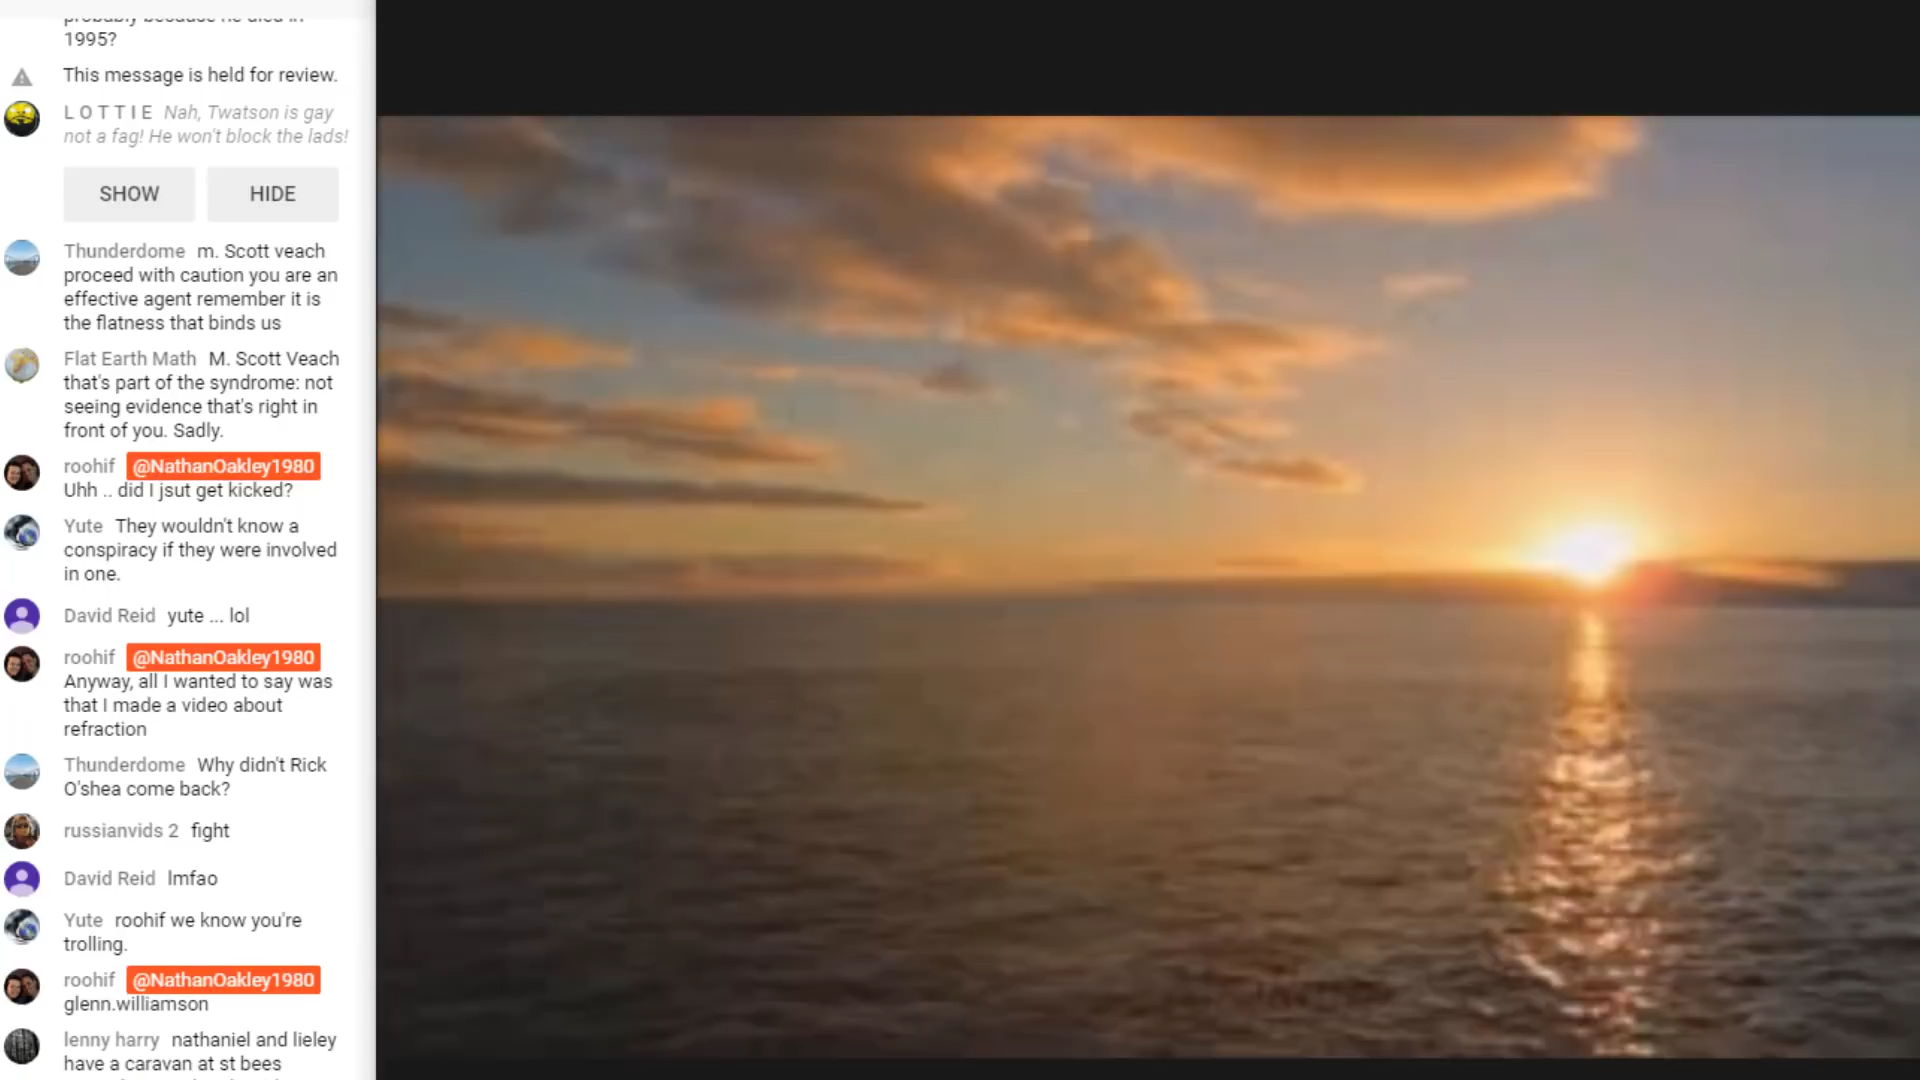 probably because he died in
1995?
This message is held for review.
L O T T I E Nah, Twatson is gay
not a fag! He won't block the lads!
SHOW HIDE
Thunderdome m. Scott veach
proceed with caution you are an
effective agent remember it is
the flatness that binds us
Flat Earth Math M. Scott Veach
that's part of the syndrome: not
seeing evidence that's right in
front of you. Sadly.
roohif @NathanOakley1980
Uhh .. did I jsut get kicked?
Yute They wouldn't know a
conspiracy if they were involved
in one.
David Reid yute ... lol
roohif @NathanOakley1980
Anyway, all I wanted to say was
that I made a video about
refraction
Thunderdome Why didn't Rick
O'shea come back?
russianvids 2 fight
David Reid lmfao
Yute roohif we know you're
trolling.
roohif @NathanOakley1980
glenn.williamson
lenny harry nathaniel and lieley
have a caravan at st bees